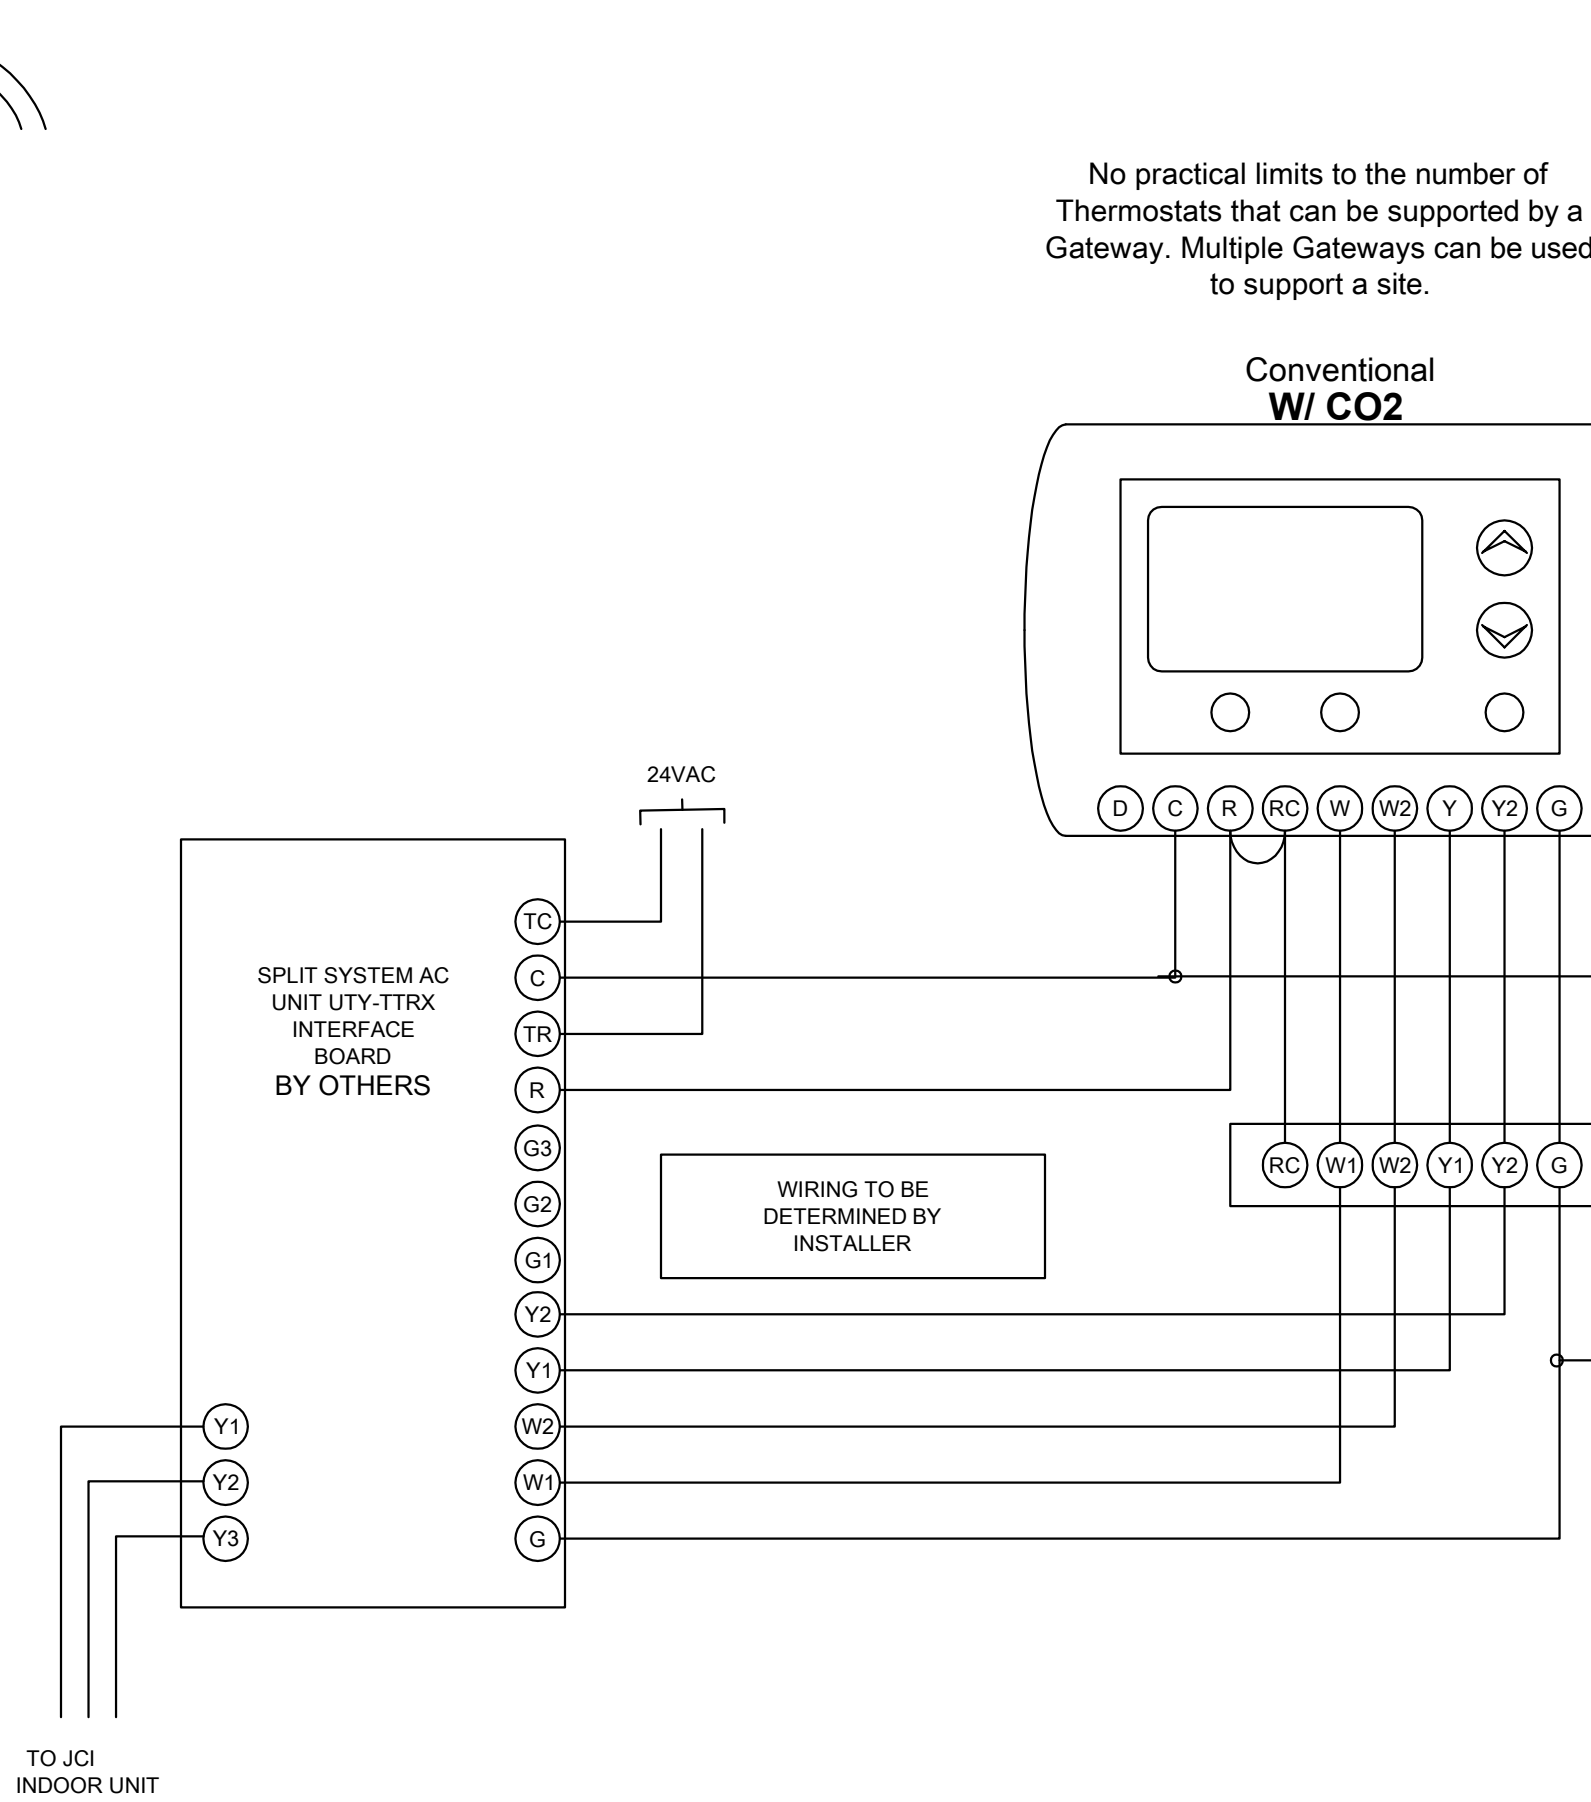 No practical limits to the number of
Thermostats that can be supported by a
Gateway. Multiple Gateways can be used
to support a site.
Conventional
W/ CO2
D C R RC W W2 Y Y2 G
24VAC
TC
C
TR
R
G3
G2
G1
Y2
Y1
W2
W1
G
SPLIT SYSTEM AC
UNIT UTY-TTRX
INTERFACE
BOARD
BY OTHERS
RC W1 W2 Y1 Y2 G
WIRING TO BE
DETERMINED BY
INSTALLER
Y1
Y2
Y3
TO JCI
INDOOR UNIT